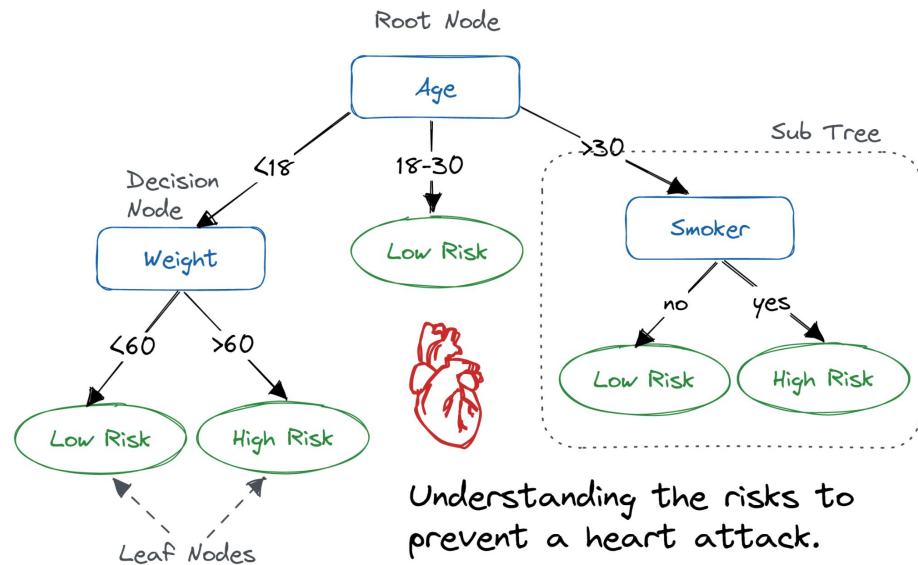 Root Node
Age
Sub Tree
<18
18-30
>30
Decision
Node
Weight
Low Risk
Smoker
<60
>60
no
yes
Low Risk
High Risk
Low Risk
High Risk
Leaf Nodes
Understanding the risks to
prevent a heart attack.